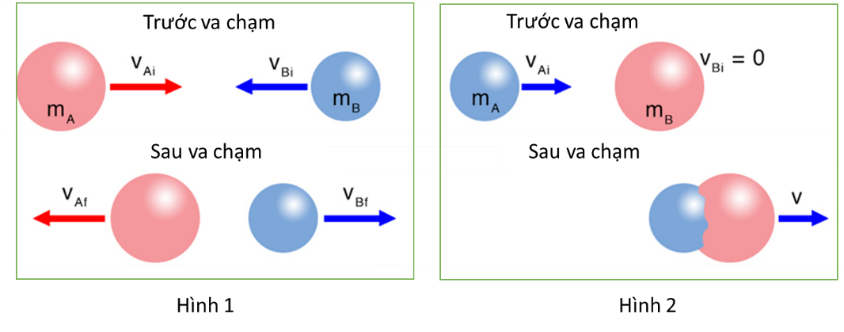 Trước va chạm
v_Ai
v_Bi
m_A
m_B
Sau va chạm
v_Af
v_Bf
Hình 1
Trước va chạm
v_Ai
v_Bi = 0
m_A
m_B
Sau va chạm
v
Hình 2